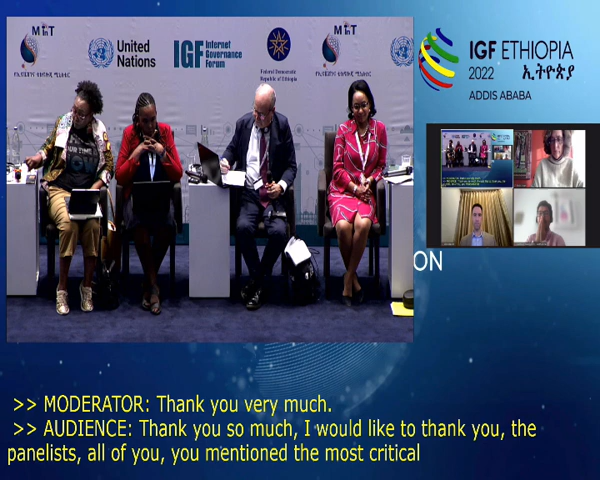 MInT
United
Nations
IGF Internet
Governance
Forum
Federal Democratic
Republic of Ethiopia
MInT
IGF ETHIOPIA
2022 ኢትዮጵያ
ADDIS ABABA
ON
>> MODERATOR: Thank you very much.
>> AUDIENCE: Thank you so much, I would like to thank you, the
panelists, all of you, you mentioned the most critical